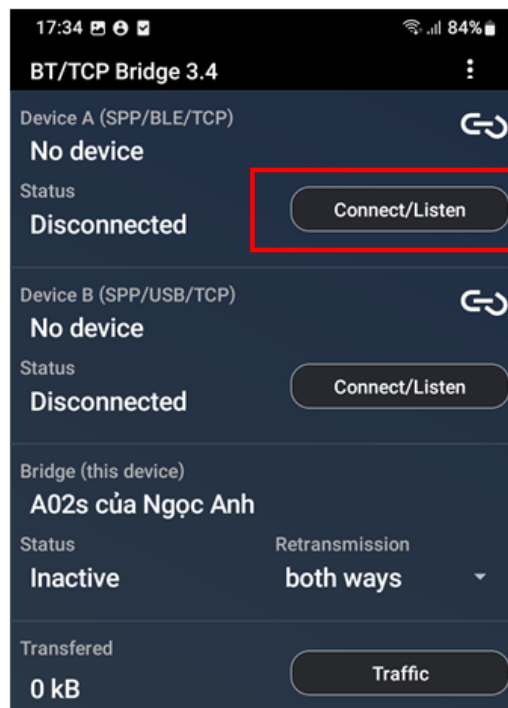 17:34 84%
BT/TCP Bridge 3.4
Device A (SPP/BLE/TCP)
No device
Status
Disconnected
Connect/Listen
Device B (SPP/USB/TCP)
No device
Status
Disconnected
Connect/Listen
Bridge (this device)
A02s của Ngọc Anh
Status Retransmission
Inactive both ways
Transfered
0 kB
Traffic